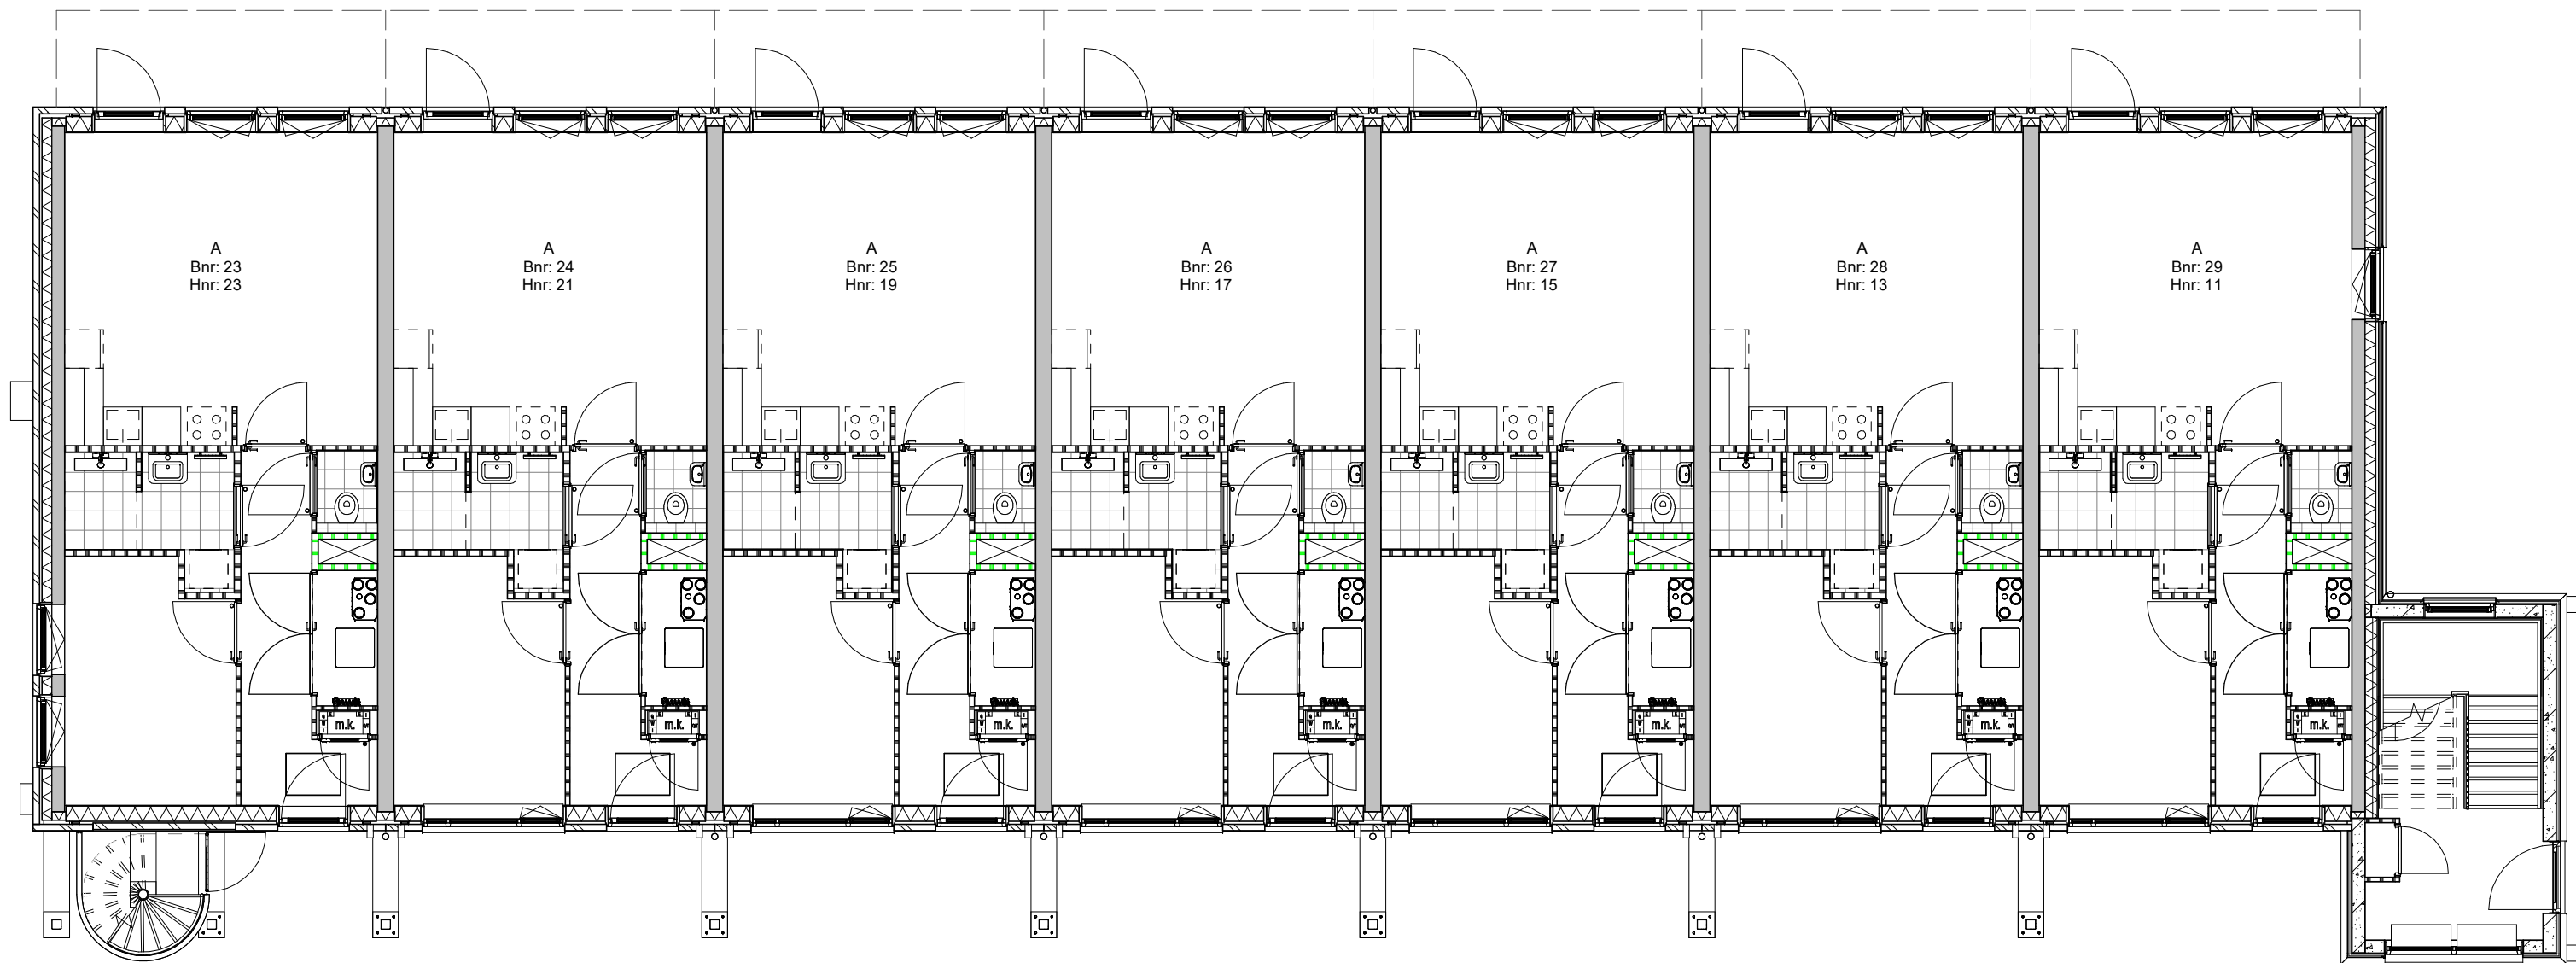 A
Bnr: 23
Hnr: 23
A
Bnr: 24
Hnr: 21
A
Bnr: 25
Hnr: 19
A
Bnr: 26
Hnr: 17
A
Bnr: 27
Hnr: 15
A
Bnr: 28
Hnr: 13
A
Bnr: 29
Hnr: 11
m.k.
m.k.
m.k.
m.k.
m.k.
m.k.
m.k.